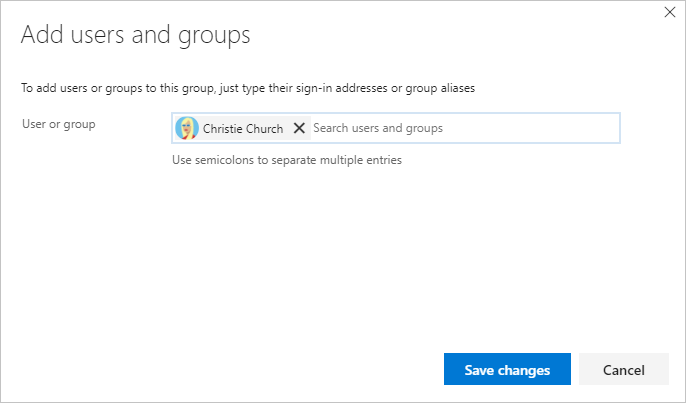 Add users and groups
To add users or groups to this group, just type their sign-in addresses or group aliases
User or group
Christie Church Search users and groups
Use semicolons to separate multiple entries
Save changes
Cancel